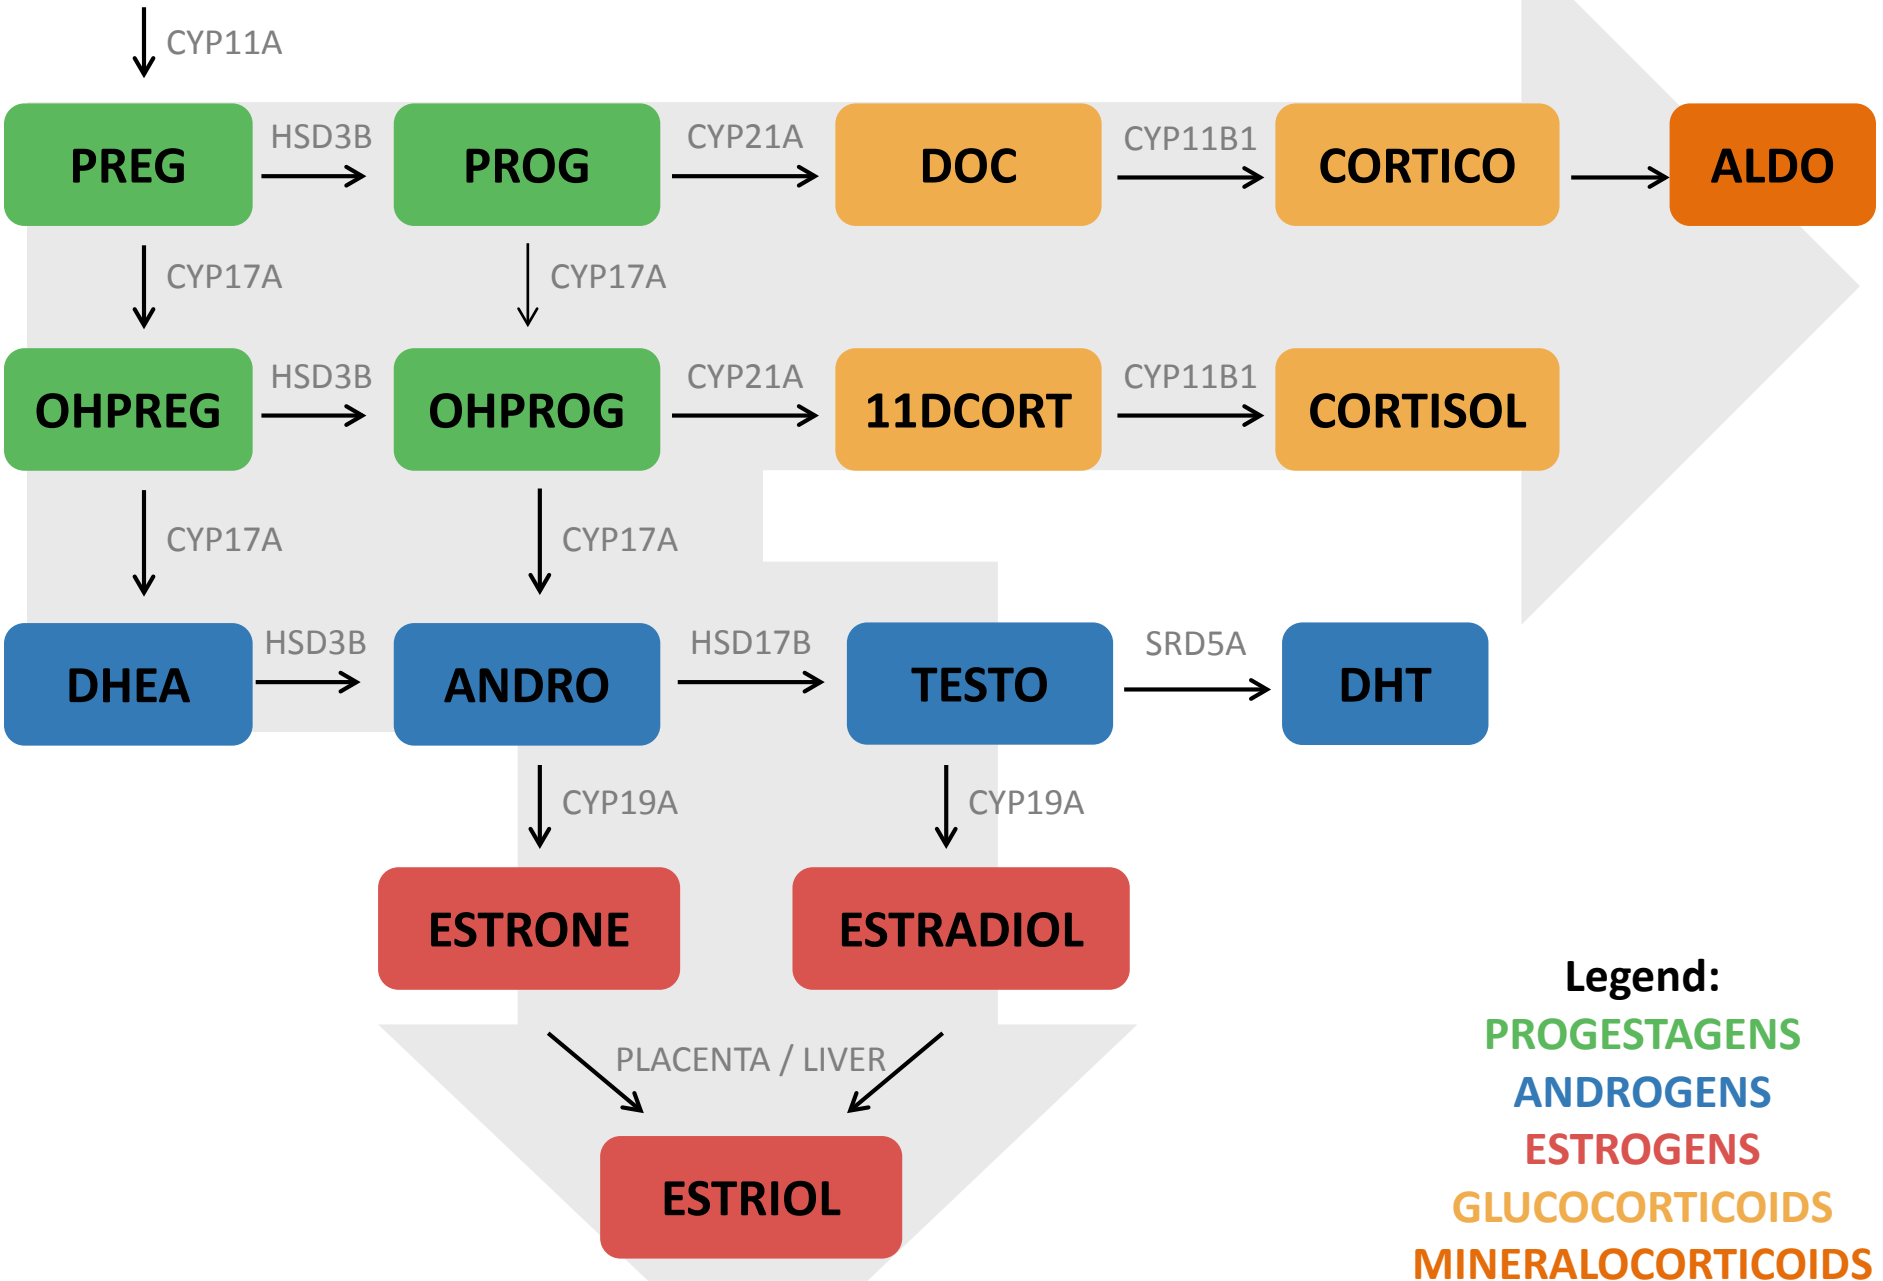 CYP11A
HSD3B
CYP21A
CYP11B1
PREG
PROG
DOC
CORTICO
ALDO
CYP17A
CYP17A
HSD3B
CYP21A
CYP11B1
OHPREG
OHPROG
11DCORT
CORTISOL
CYP17A
CYP17A
HSD3B
HSD17B
SRD5A
DHEA
ANDRO
TESTO
DHT
CYP19A
CYP19A
ESTRONE
ESTRADIOL
PLACENTA / LIVER
ESTRIOL
Legend:
PROGESTAGENS
ANDROGENS
ESTROGENS
GLUCOCORTICOIDS
MINERALOCORTICOIDS